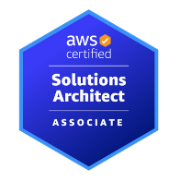 aws
certified
Solutions
Architect
ASSOCIATE